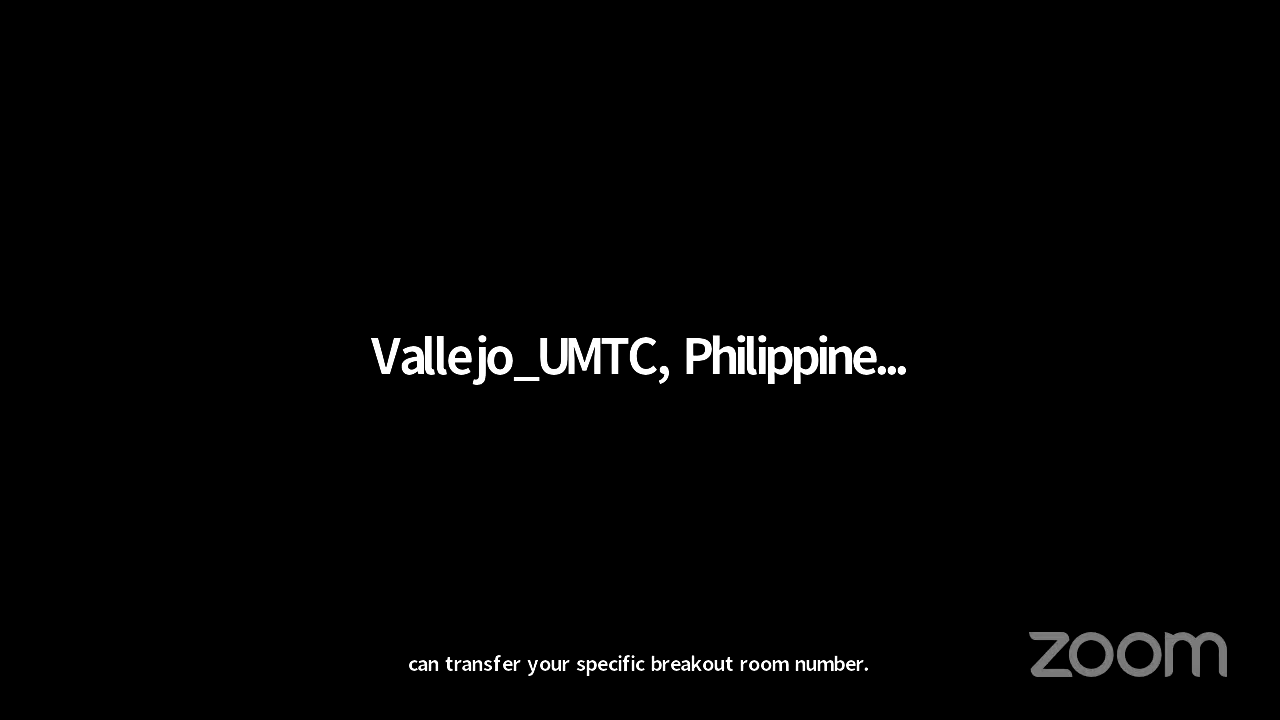 Vallejo_UMTC, Philippine...
can transfer your specific breakout room number.
zoom